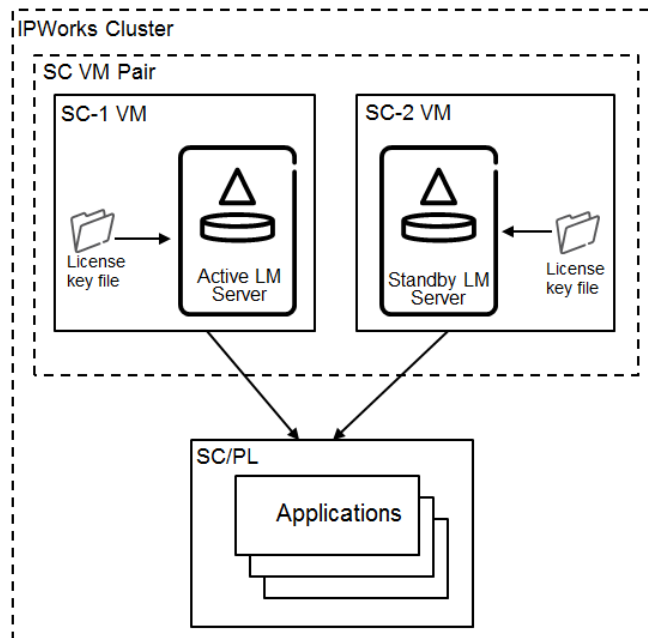 IPWorks Cluster
SC VM Pair
SC-1 VM
License
key file
Active LM
Server
SC-2 VM
Standby LM
Server
License
key file
SC/PL
Applications